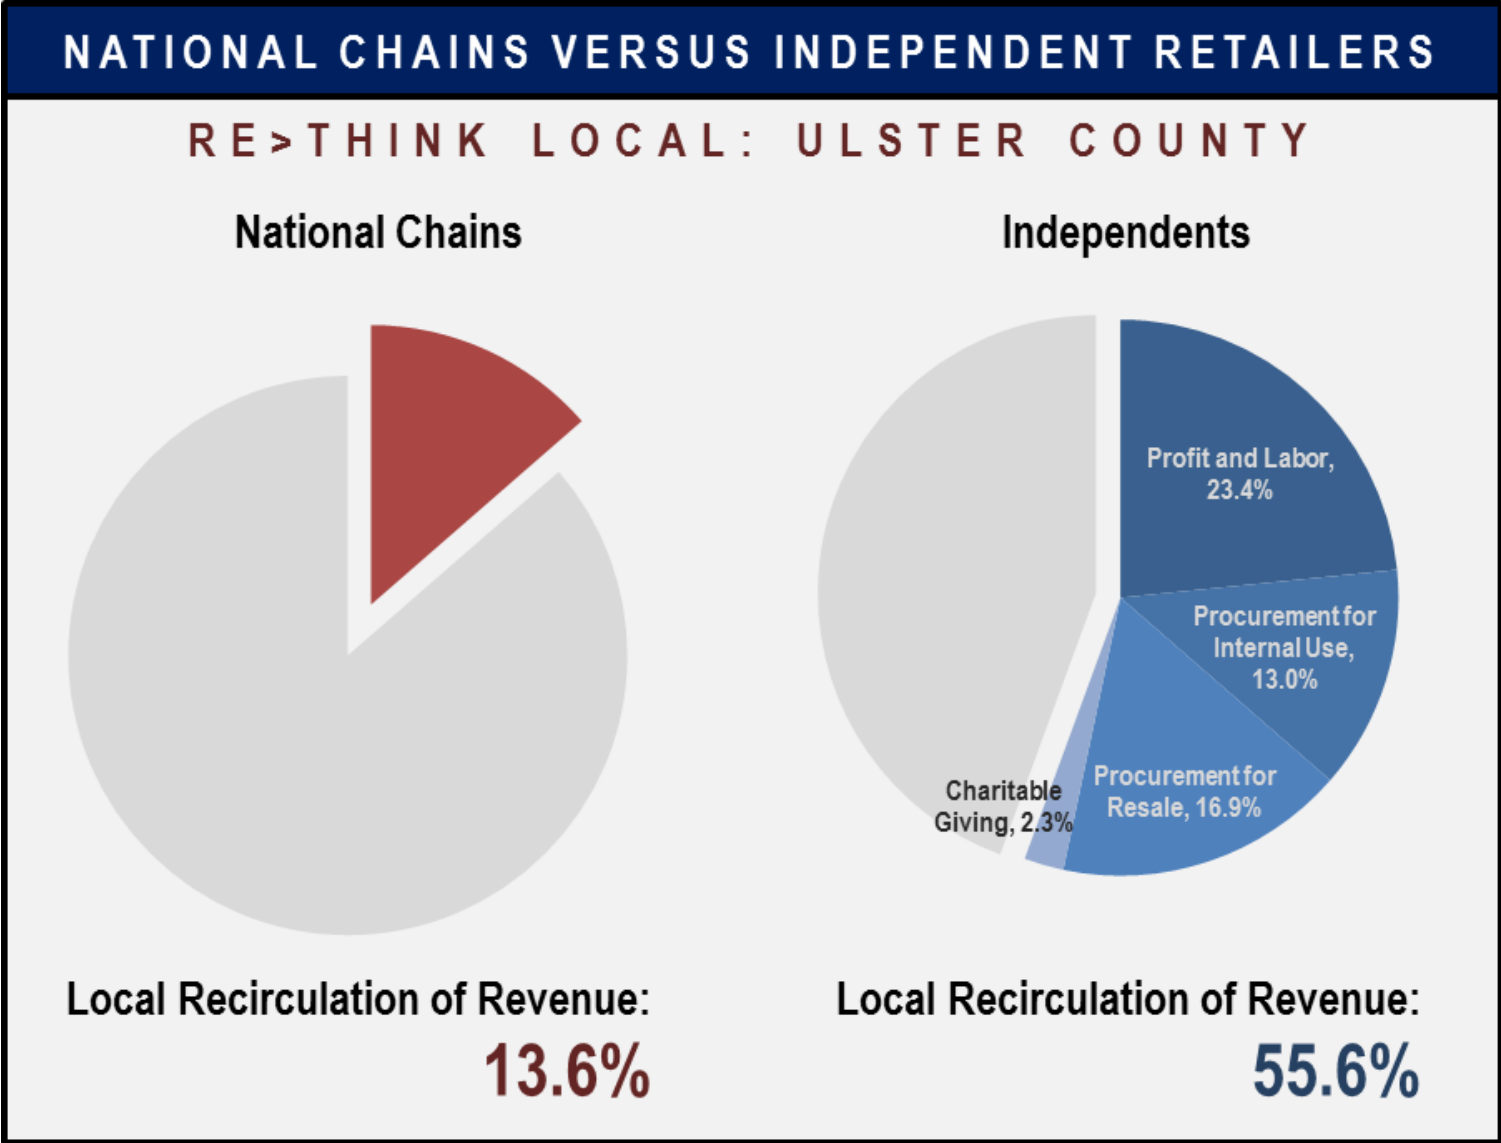 NATIONAL CHAINS VERSUS INDEPENDENT RETAILERS
RE>THINK LOCAL: ULSTER COUNTY
National Chains
Independents
Profit and Labor,
23.4%
Procurement for
Internal Use,
13.0%
Procurement for
Resale, 16.9%
Charitable
Giving, 2.3%
Local Recirculation of Revenue:
13.6%
Local Recirculation of Revenue:
55.6%